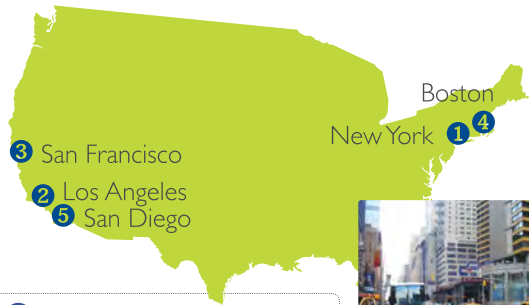 Boston
4
New York 1
3 San Francisco
2 Los Angeles
5 San Diego